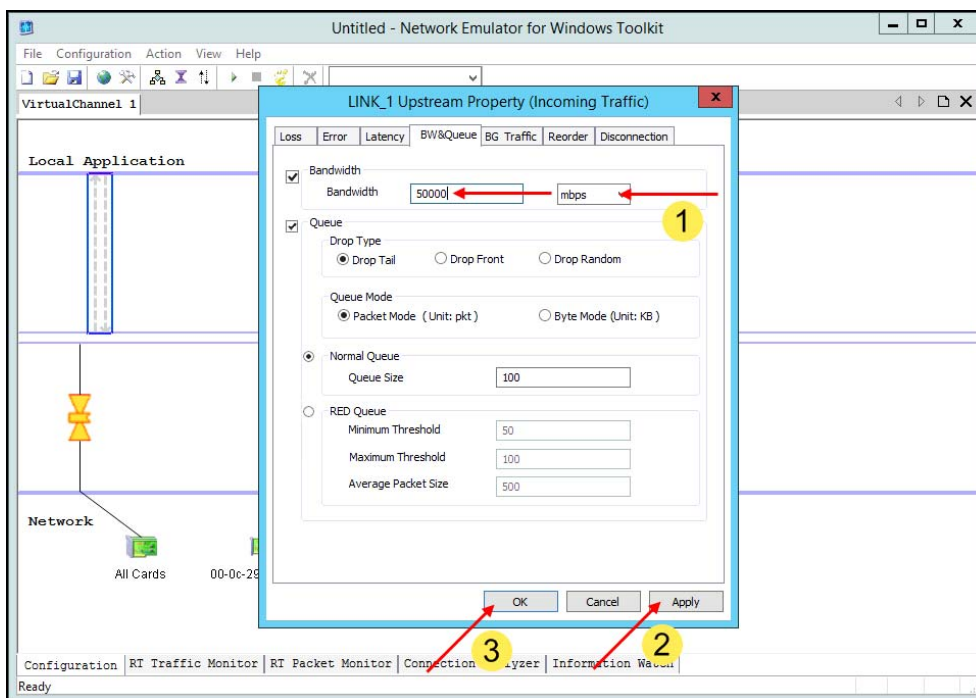 Untitled - Network Emulator for Windows Toolkit
File Configuration Action View Help
VirtualChannel 1
LINK_1 Upstream Property (Incoming Traffic)
Loss Error Latency BW&Queue BG Traffic Reorder Disconnection
Local Application
Bandwidth
Bandwidth 50000 mbps
1
Queue
Drop Type
Drop Tail Drop Front Drop Random
Queue Mode
Packet Mode ( Unit: pkt ) Byte Mode (Unit: KB )
Normal Queue
Queue Size 100
RED Queue
Minimum Threshold 50
Maximum Threshold 100
Average Packet Size 500
Network
All Cards 00-0c-29
OK Cancel Apply
3 2
Configuration RT Traffic Monitor RT Packet Monitor Connection Information
Ready